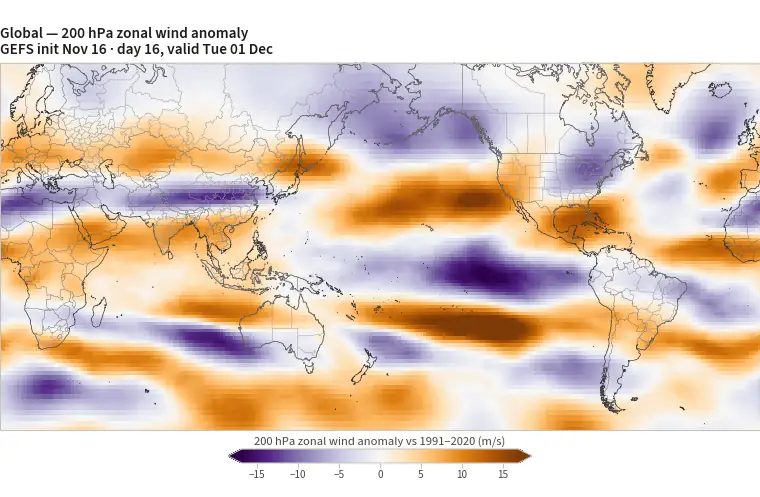 Global — 200 hPa zonal wind anomaly
GEFS init Nov 16 · day 16, valid Tue 01 Dec
200 hPa zonal wind anomaly vs 1991–2020 (m/s)
−15 −10 −5 0 5 10 15